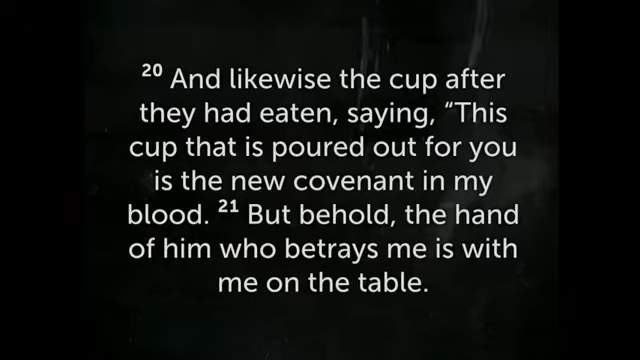 20 And likewise the cup after
they had eaten, saying, “This
cup that is poured out for you
is the new covenant in my
blood. 21 But behold, the hand
of him who betrays me is with
me on the table.